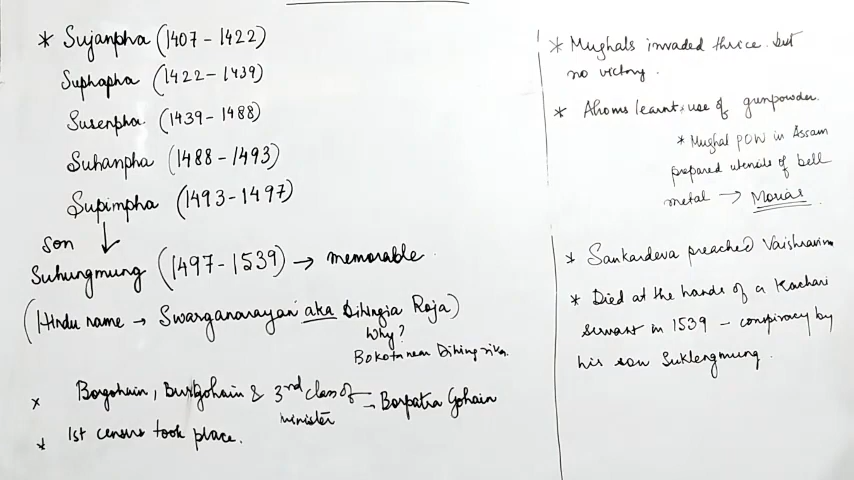 * Sujanpha (1407 - 1422)
Suphapha (1422 - 1439)
Susenpha (1439 - 1488)
Suhanpha (1488 - 1493)
Supimpha (1493 - 1497)
son ↓
Suhungmung (1497 - 1539) → memorable
(Hindu name → Swarganarayan aka Dihingia Raja)
Why?
Bokota near Dihing river.
* Borgohain, Burhgohain & 3rd class of minister → Borpatra Gohain
* 1st census took place.
* Mughals invaded thrice but
no victory.
* Ahoms learnt use of gunpowder.
* Mughal POW in Assam
prepared utensils of bell
metal → Morias
* Sankardeva preached Vaishnavism
* Died at the hands of a Kachari
servant in 1539 - conspiracy by
his son Suklengmung.